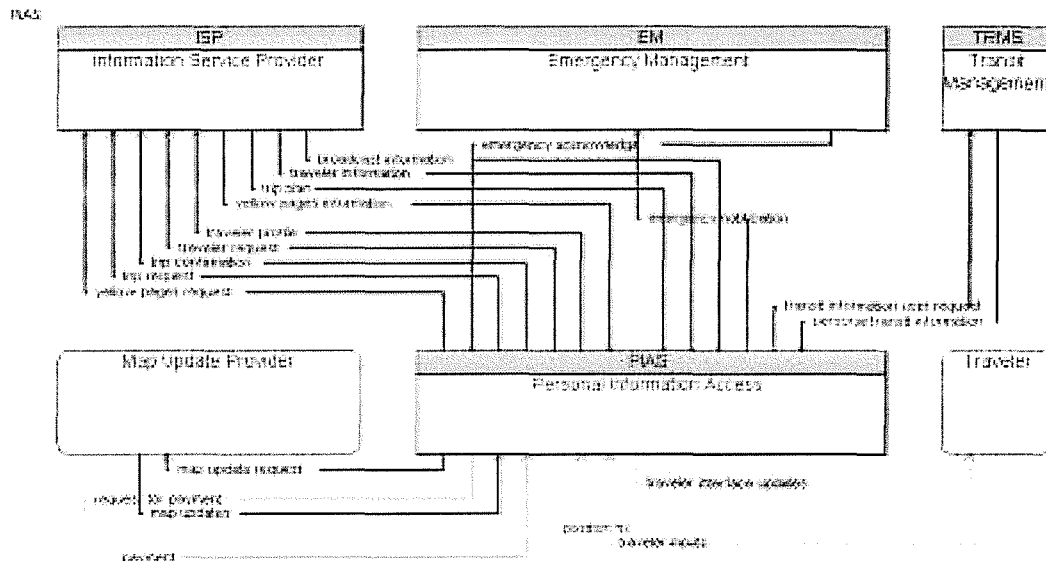 PIAS
ISP
Information Service Provider
EM
Emergency Management
TRMS
Transit
Management
emergency acknowledge
broadcast information
traveler information
trip plan
yellow pages information
emergency notification
traveler profile
traveler request
trip confirmation
trip request
yellow pages request
transit information user request
personal transit information
Map Update Provider
PIAS
Personal Information Access
Traveler
map update request
traveler interface updates
request for payment
map updates
traveler inputs
payment